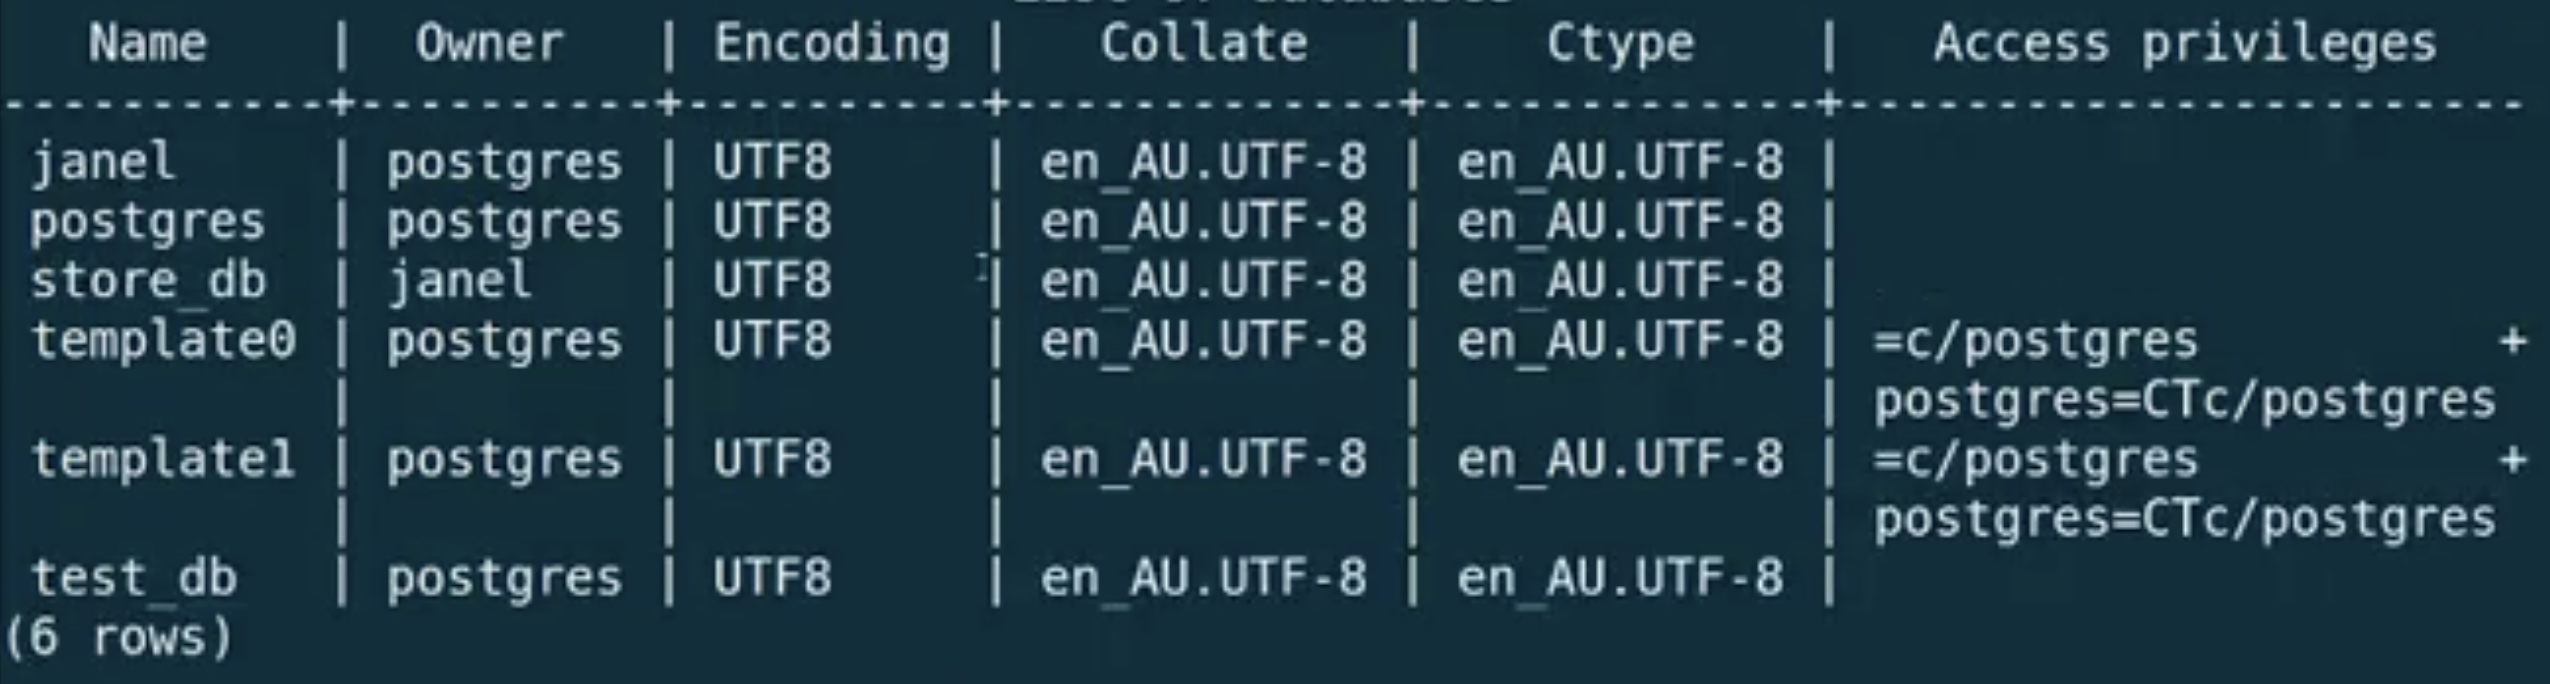 List of databases
   Name    |  Owner   | Encoding |   Collate   |    Ctype    |   Access privileges
-----------+----------+----------+-------------+-------------+-----------------------
 janel     | postgres | UTF8     | en_AU.UTF-8 | en_AU.UTF-8 |
 postgres  | postgres | UTF8     | en_AU.UTF-8 | en_AU.UTF-8 |
 store_db  | janel    | UTF8     | en_AU.UTF-8 | en_AU.UTF-8 |
 template0 | postgres | UTF8     | en_AU.UTF-8 | en_AU.UTF-8 | =c/postgres          +
           |          |          |             |             | postgres=CTc/postgres
 template1 | postgres | UTF8     | en_AU.UTF-8 | en_AU.UTF-8 | =c/postgres          +
           |          |          |             |             | postgres=CTc/postgres
 test_db   | postgres | UTF8     | en_AU.UTF-8 | en_AU.UTF-8 |
(6 rows)